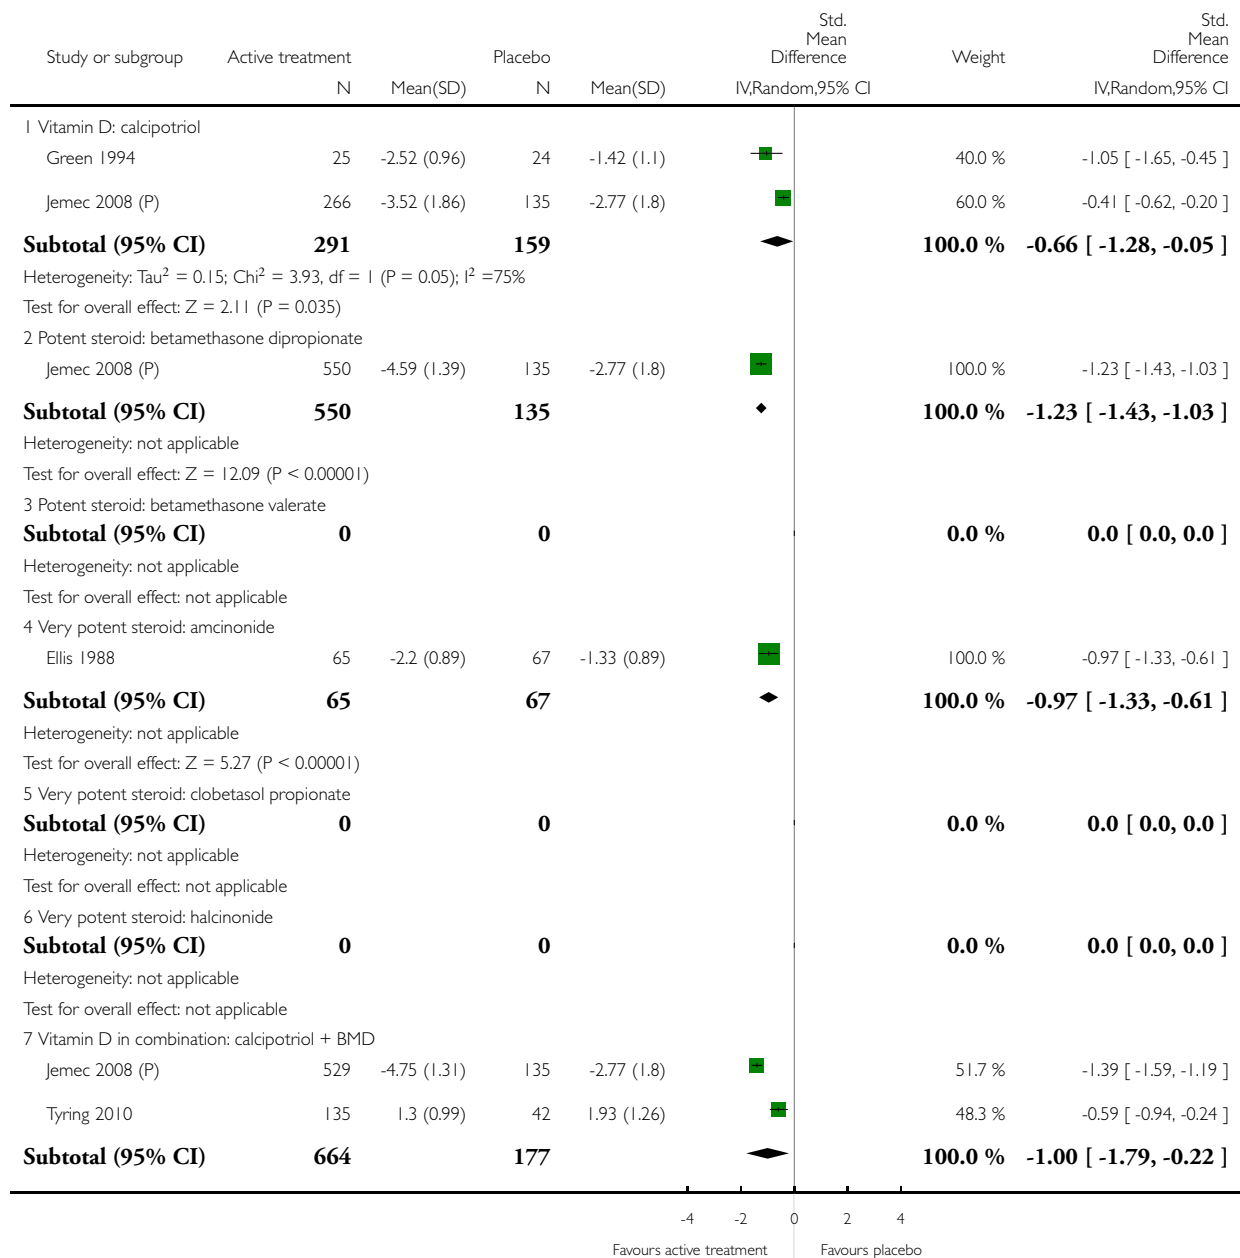 Std. Mean Difference Std. Mean Difference
Study or subgroup Active treatment Placebo Weight
N Mean(SD) N Mean(SD) IV,Random,95% CI IV,Random,95% CI
1 Vitamin D: calcipotriol
Green 1994 25 -2.52 (0.96) 24 -1.42 (1.1) 40.0 % -1.05 [ -1.65, -0.45 ]
Jemec 2008 (P) 266 -3.52 (1.86) 135 -2.77 (1.8) 60.0 % -0.41 [ -0.62, -0.20 ]
Subtotal (95% CI) 291 159 100.0 % -0.66 [ -1.28, -0.05 ]
Heterogeneity: Tau² = 0.15; Chi² = 3.93, df = 1 (P = 0.05); I² =75%
Test for overall effect: Z = 2.11 (P = 0.035)
2 Potent steroid: betamethasone dipropionate
Jemec 2008 (P) 550 -4.59 (1.39) 135 -2.77 (1.8) 100.0 % -1.23 [ -1.43, -1.03 ]
Subtotal (95% CI) 550 135 100.0 % -1.23 [ -1.43, -1.03 ]
Heterogeneity: not applicable
Test for overall effect: Z = 12.09 (P < 0.00001)
3 Potent steroid: betamethasone valerate
Subtotal (95% CI) 0 0 0.0 % 0.0 [ 0.0, 0.0 ]
Heterogeneity: not applicable
Test for overall effect: not applicable
4 Very potent steroid: amcinonide
Ellis 1988 65 -2.2 (0.89) 67 -1.33 (0.89) 100.0 % -0.97 [ -1.33, -0.61 ]
Subtotal (95% CI) 65 67 100.0 % -0.97 [ -1.33, -0.61 ]
Heterogeneity: not applicable
Test for overall effect: Z = 5.27 (P < 0.00001)
5 Very potent steroid: clobetasol propionate
Subtotal (95% CI) 0 0 0.0 % 0.0 [ 0.0, 0.0 ]
Heterogeneity: not applicable
Test for overall effect: not applicable
6 Very potent steroid: halcinonide
Subtotal (95% CI) 0 0 0.0 % 0.0 [ 0.0, 0.0 ]
Heterogeneity: not applicable
Test for overall effect: not applicable
7 Vitamin D in combination: calcipotriol + BMD
Jemec 2008 (P) 529 -4.75 (1.31) 135 -2.77 (1.8) 51.7 % -1.39 [ -1.59, -1.19 ]
Tyring 2010 135 1.3 (0.99) 42 1.93 (1.26) 48.3 % -0.59 [ -0.94, -0.24 ]
Subtotal (95% CI) 664 177 100.0 % -1.00 [ -1.79, -0.22 ]
-4 -2 0 2 4
Favours active treatment Favours placebo